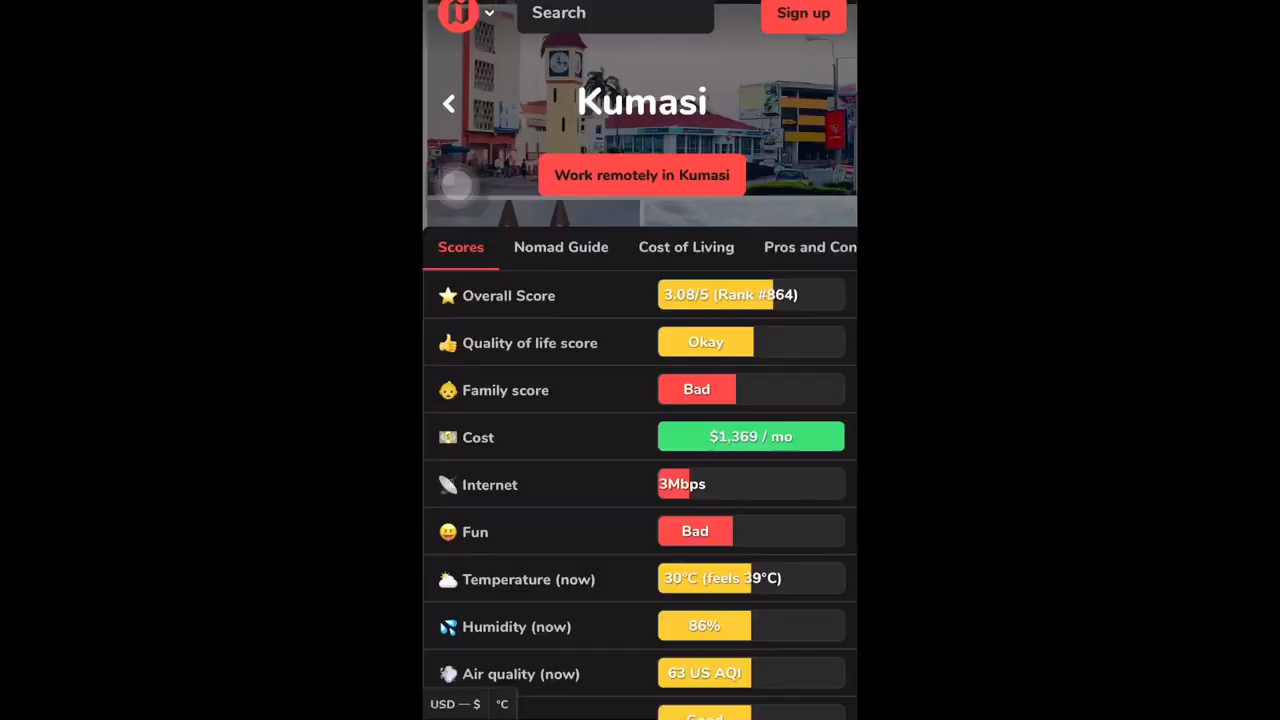 Search
Sign up
Kumasi
Work remotely in Kumasi
Scores Nomad Guide Cost of Living Pros and Con
Overall Score 3.08/5 (Rank #864)
Quality of life score Okay
Family score Bad
Cost $1,369 / mo
Internet 3Mbps
Fun Bad
Temperature (now) 30°C (feels 39°C)
Humidity (now) 86%
Air quality (now) 63 US AQI
USD — $ °C
Good